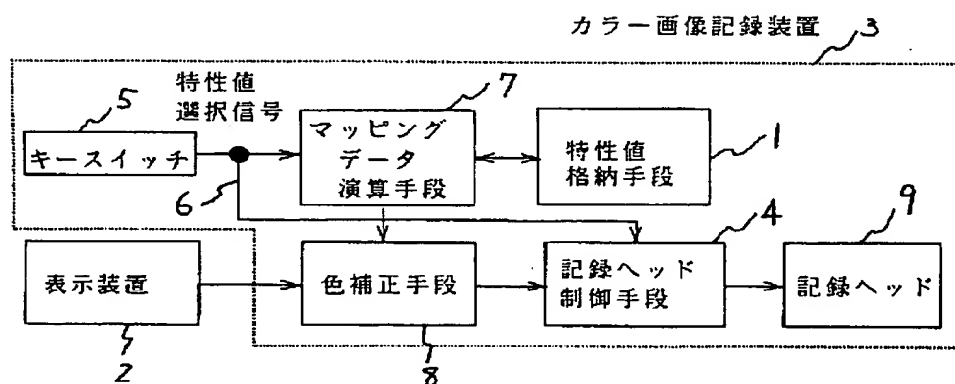 カラー画像記録装置
3
特性値
選択信号
5
キースイッチ
6
7
マッピング
データ
演算手段
特性値
格納手段
1
表示装置
2
色補正手段
8
4
記録ヘッド
制御手段
9
記録ヘッド